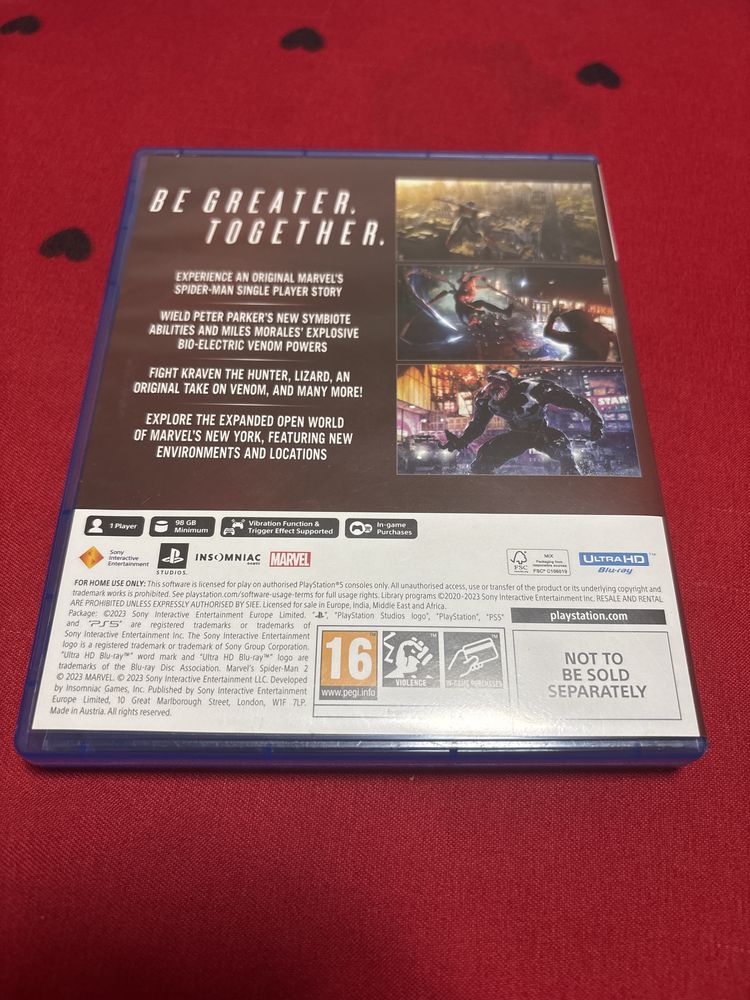 BE GREATER.
TOGETHER.
EXPERIENCE AN ORIGINAL MARVEL'S
SPIDER-MAN SINGLE PLAYER STORY
WIELD PETER PARKER'S NEW SYMBIOTE
ABILITIES AND MILES MORALES' EXPLOSIVE
BIO-ELECTRIC VENOM POWERS
FIGHT KRAVEN THE HUNTER, LIZARD, AN
ORIGINAL TAKE ON VENOM, AND MANY MORE!
EXPLORE THE EXPANDED OPEN WORLD
OF MARVEL'S NEW YORK, FEATURING NEW
ENVIRONMENTS AND LOCATIONS
STAR
1 Player
98 GB
Minimum
Vibration Function &
Trigger Effect Supported
In-game
Purchases
Sony
Interactive
Entertainment
STUDIOS
INSOMNIAC
GAMES
MARVEL
FSC
MIX
Packaging from
responsible sources
FSC® C106019
ULTRA HD
Blu-ray™
FOR HOME USE ONLY: This software is licensed for play on authorised PlayStation®5 consoles only. All unauthorised access, use or transfer of the product or its underlying copyright and
trademark works is prohibited. See playstation.com/software-usage-terms for full usage rights. Library programs ©2020-2023 Sony Interactive Entertainment Inc. RESALE AND RENTAL
ARE PROHIBITED UNLESS EXPRESSLY AUTHORISED BY SIEE. Licensed for sale in Europe, India, Middle East and Africa.
Package: ©2023 Sony Interactive Entertainment Europe Limited. "PlayStation Studios logo", "PlayStation", "PS5"
and "PS5" are registered trademarks or trademarks of
Sony Interactive Entertainment Inc. The Sony Interactive Entertainment
logo is a registered trademark or trademark of Sony Group Corporation.
"Ultra HD Blu-ray™" word mark and "Ultra HD Blu-ray™" logo are
trademarks of the Blu-ray Disc Association. Marvel's Spider-Man 2
© 2023 MARVEL. © 2023 Sony Interactive Entertainment LLC. Developed
by Insomniac Games, Inc. Published by Sony Interactive Entertainment
Europe Limited, 10 Great Marlborough Street, London, W1F 7LP.
Made in Austria. All rights reserved.
playstation.com
16
www.pegi.info
VIOLENCE
IN-GAME PURCHASES
NOT TO
BE SOLD
SEPARATELY